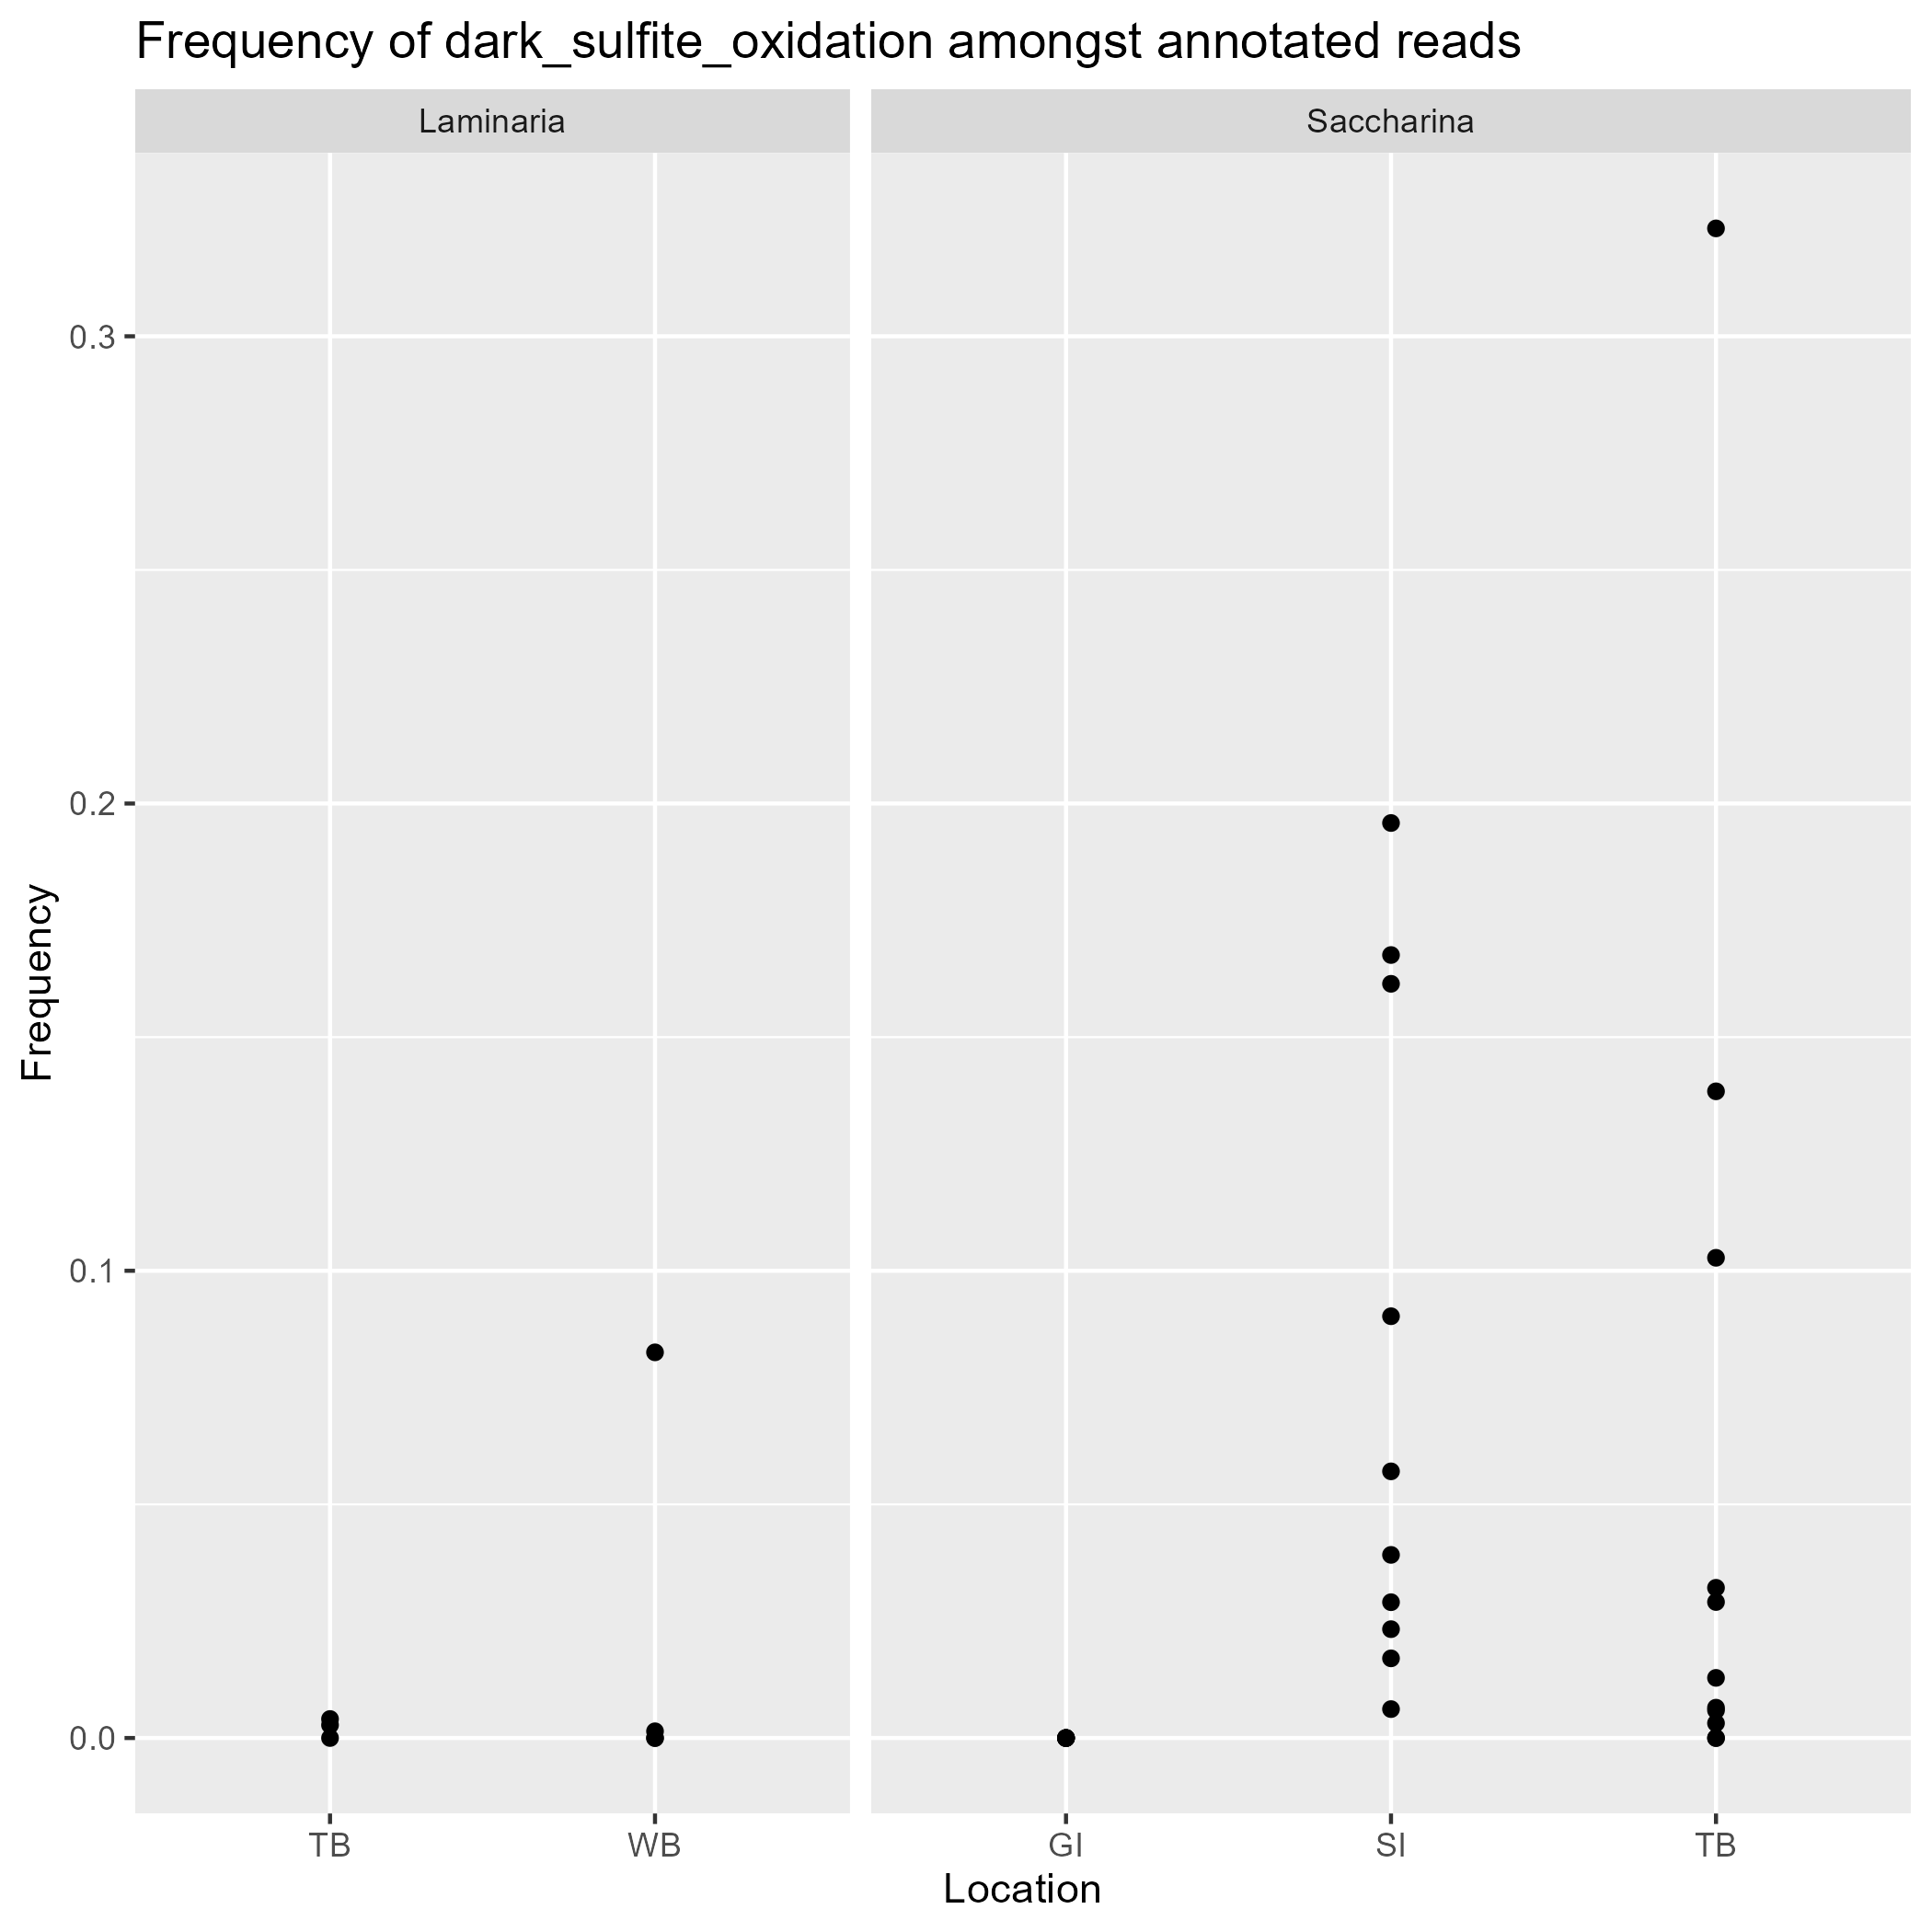 Frequency of dark_sulfite_oxidation amongst annotated reads
Laminaria
Saccharina
Frequency
0.3
0.2
0.1
0.0
TB
WB
GI
SI
TB
Location